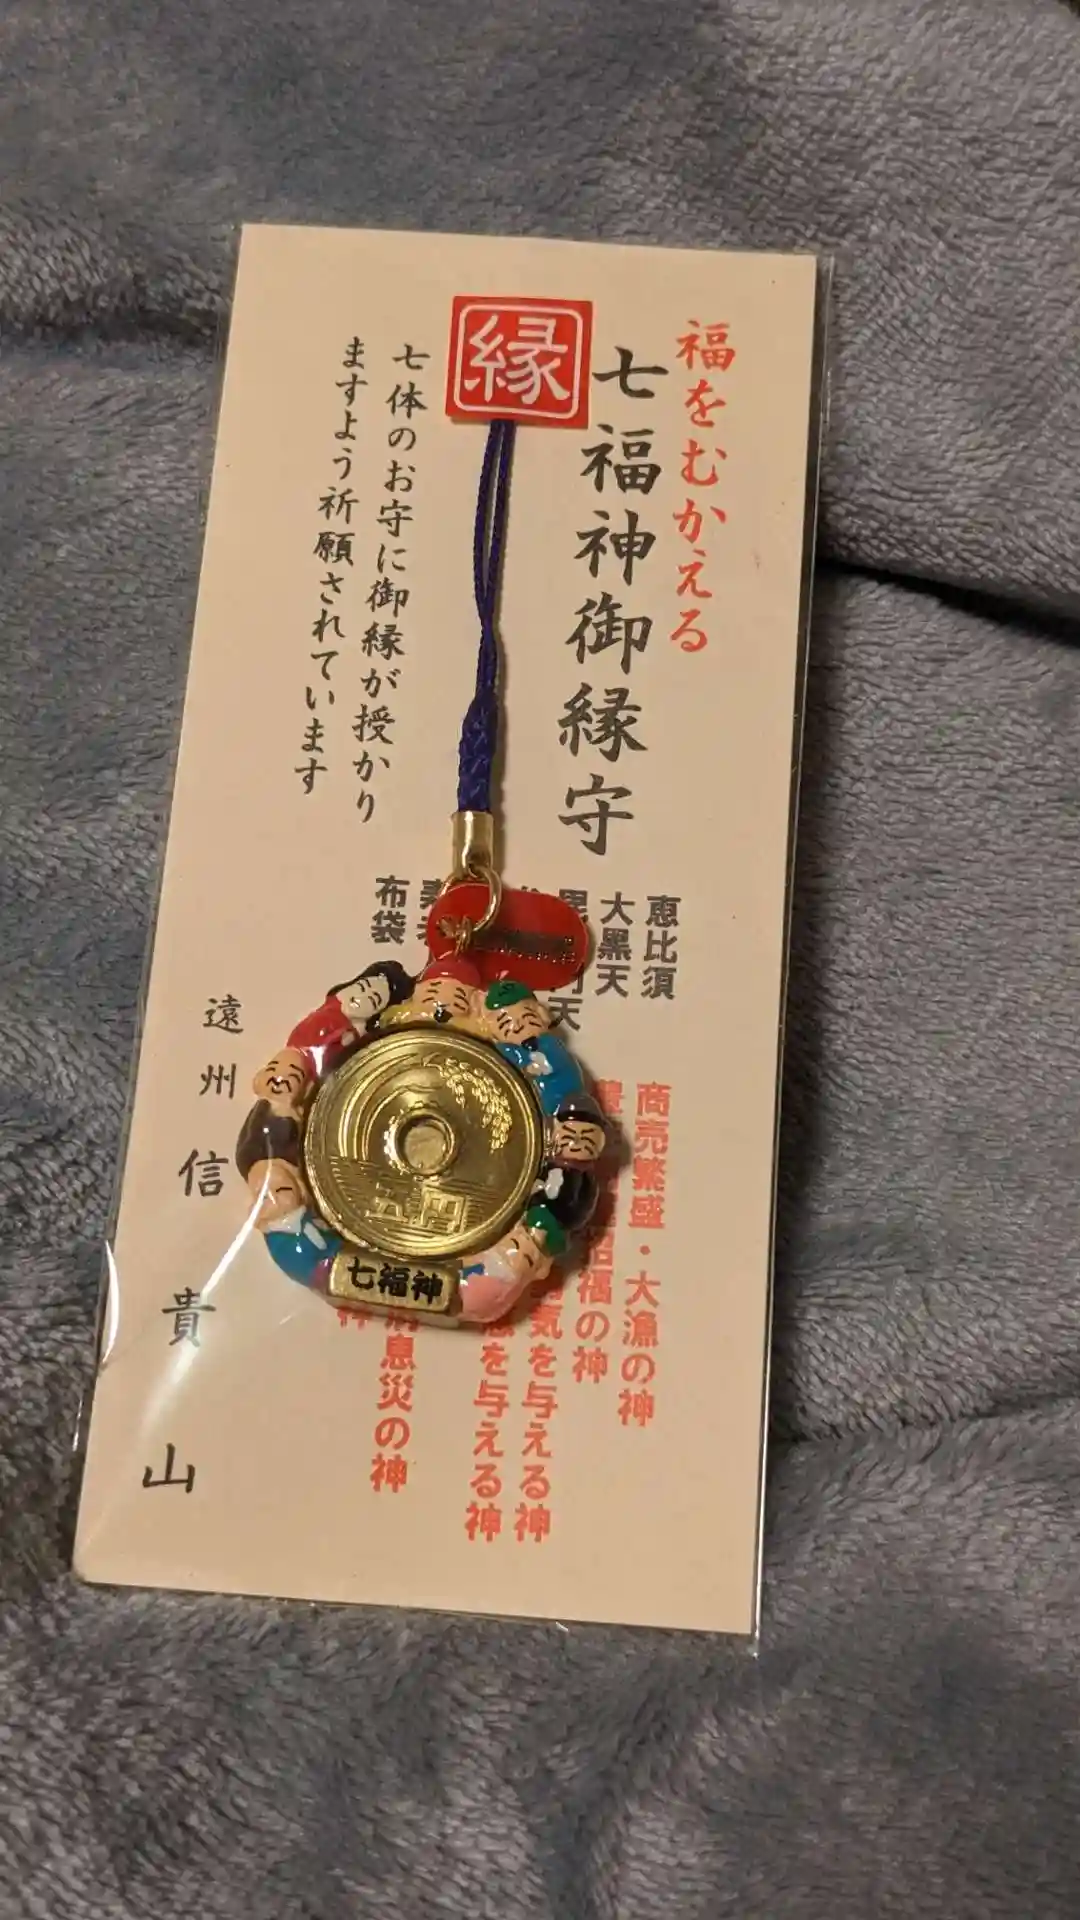 福をむかえる
縁
七福神御縁守
七体のお守に御縁が授かり
ますよう祈願されています
恵比須
大黒天
布袋
商売繁盛・大漁の神
招福の神
気を与える神
を与える神
息災の神
神
五円
七福神
遠州信貴山